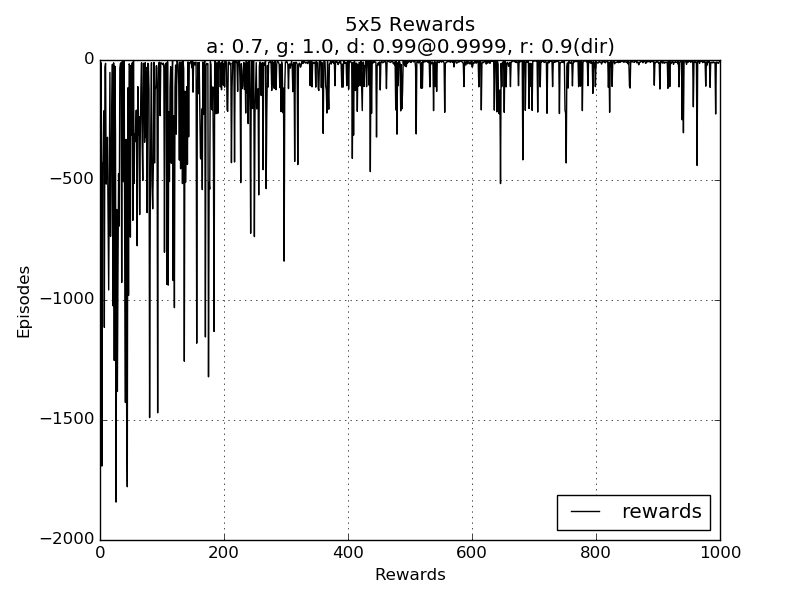 5x5 Rewards
a: 0.7, g: 1.0, d: 0.99@0.9999, r: 0.9(dir)
0
−500
−1000
−1500
−2000
Episodes
rewards
0 200 400 600 800 1000
Rewards